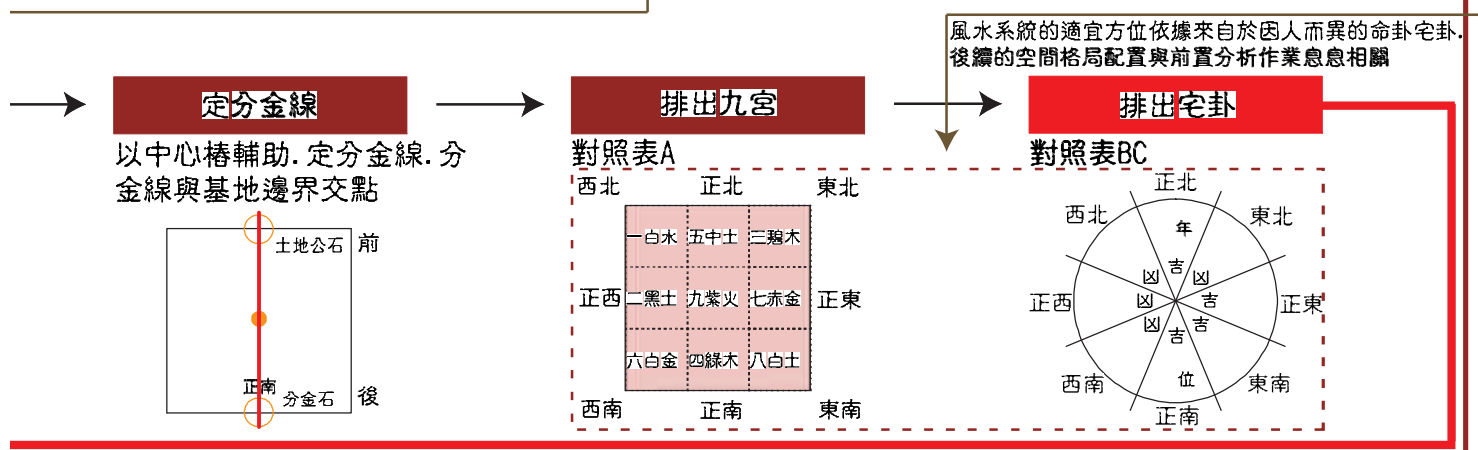 風水系統的適宜方位依據來自於因人而異的命卦宅卦.
後續的空間格局配置與前置分析作業息息相關
定分金線
以中心樁輔助.定分金線.分
金線與基地邊界交點
土地公石
前
正南
分金石
後
排出九宮
對照表A
西北 正北 東北
一白水 五中土 三碧木
正西 二黑土 九紫火 七赤金 正東
六白金 四綠木 八白土
西南 正南 東南
排出宅卦
對照表BC
正北
西北 東北
年
凶 吉 凶
正西 凶 吉 正東
凶 吉 吉
西南 位 東南
正南